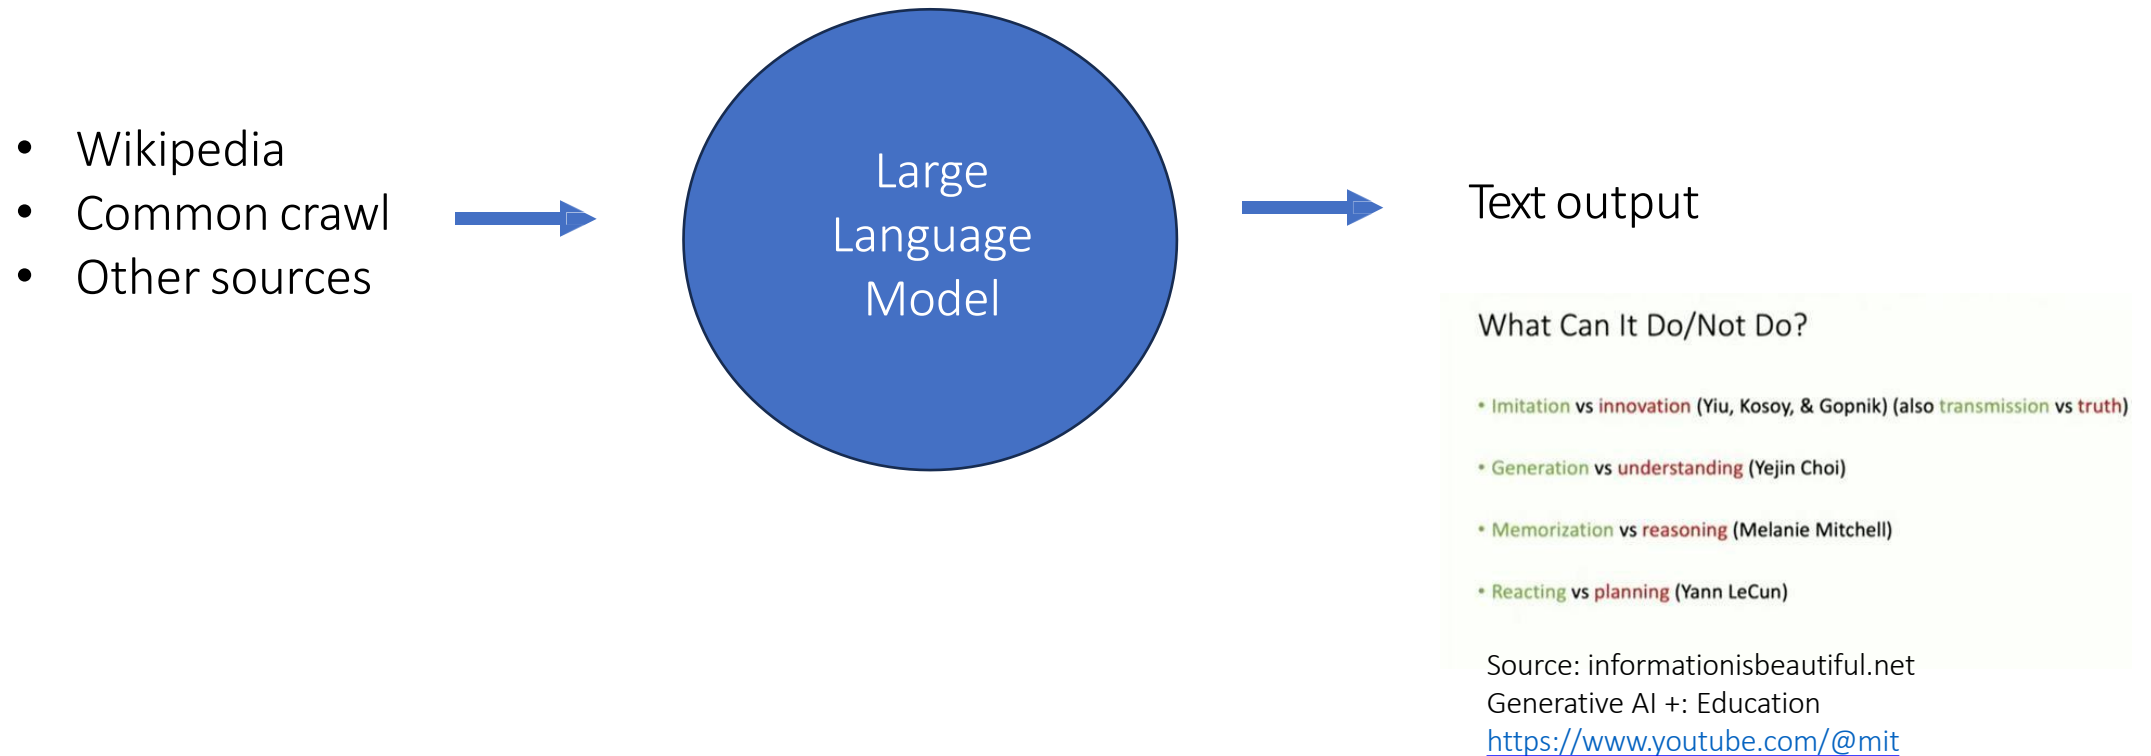 • Wikipedia
• Common crawl
• Other sources
Large
Language
Model
Text output
What Can It Do/Not Do?
• Imitation vs innovation (Yiu, Kosoy, & Gopnik) (also transmission vs truth)
• Generation vs understanding (Yejin Choi)
• Memorization vs reasoning (Melanie Mitchell)
• Reacting vs planning (Yann LeCun)
Source: informationisbeautiful.net
Generative AI +: Education
https://www.youtube.com/@mit